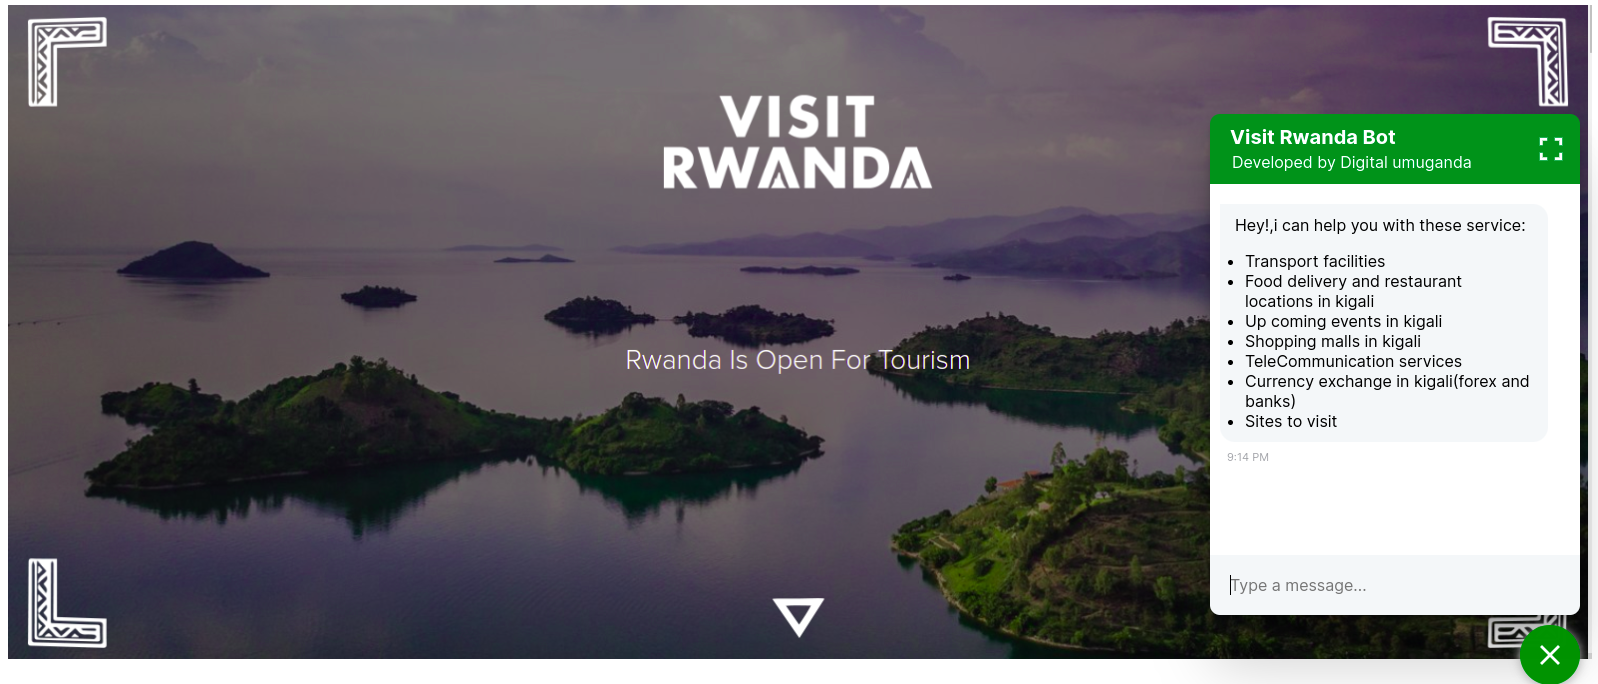 VISIT
RWANDA
Rwanda Is Open For Tourism
Visit Rwanda Bot
Developed by Digital umuganda
Hey!,i can help you with these service:
Transport facilities
Food delivery and restaurant
locations in kigali
Up coming events in kigali
Shopping malls in kigali
TeleCommunication services
Currency exchange in kigali(forex and
banks)
Sites to visit
9:14 PM
Type a message...